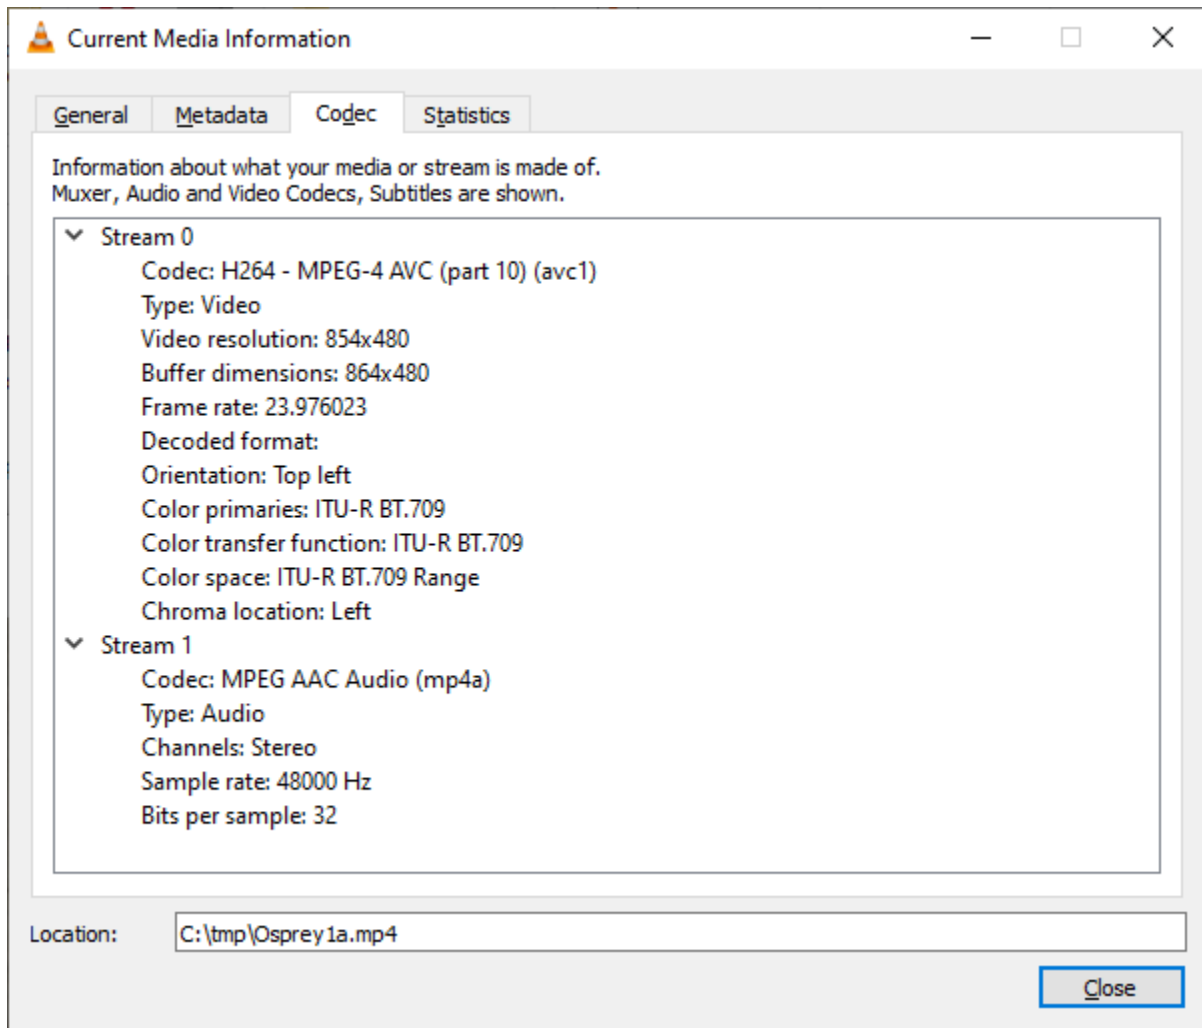 Current Media Information
General Metadata Codec Statistics
Information about what your media or stream is made of.
Muxer, Audio and Video Codecs, Subtitles are shown.
Stream 0
Codec: H264 - MPEG-4 AVC (part 10) (avc1)
Type: Video
Video resolution: 854x480
Buffer dimensions: 864x480
Frame rate: 23.976023
Decoded format:
Orientation: Top left
Color primaries: ITU-R BT.709
Color transfer function: ITU-R BT.709
Color space: ITU-R BT.709 Range
Chroma location: Left
Stream 1
Codec: MPEG AAC Audio (mp4a)
Type: Audio
Channels: Stereo
Sample rate: 48000 Hz
Bits per sample: 32
Location: C:\tmp\Osprey1a.mp4
Close